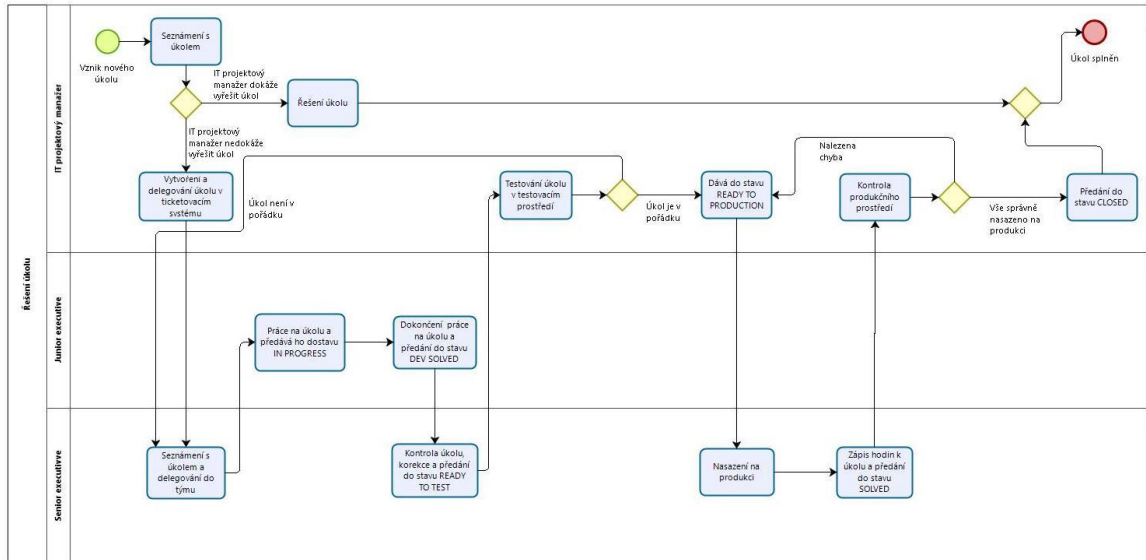 Řešení úkolu
IT projektový manažer
Vznik nového
úkolu
Seznámení s
úkolem
IT projektový
manažer dokáže
vyřešit úkol
Řešení úkolu
Úkol splněn
IT projektový
manažer nedokáže
vyřešit úkol
Vytvoření a
delegování úkolu v
ticketovacím
systému
Úkol není v
pořádku
Testování úkolu
v testovacím
prostředí
Úkol je v
pořádku
Dává do stavu
READY TO
PRODUCTION
Nalezena
chyba
Kontrola
produkčního
prostředí
Vše správně
nasazeno na
produkci
Předání do
stavu CLOSED
Junior executive
Práce na úkolu a
předává ho dostavu
IN PROGRESS
Dokončení práce
na úkolu a
předání do stavu
DEV SOLVED
Senior executivve
Seznámení s
úkolem a
delegování do
týmu
Kontrola úkolu,
korekce a předání
do stavu READY
TO TEST
Nasazení na
produkci
Zápis hodin k
úkolu a předání
do stavu
SOLVED